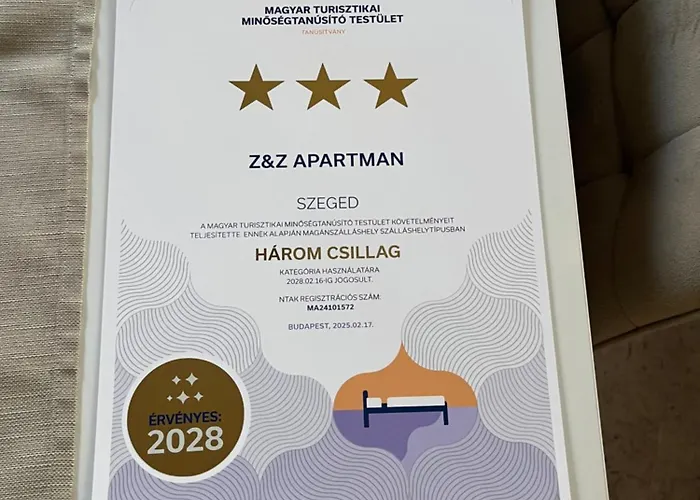 MAGYAR TURISZTIKAI
MINŐSÉGTANÚSÍTÓ TESTÜLET
TANÚSÍTVÁNY
Z&Z APARTMAN
SZEGED
A MAGYAR TURISZTIKAI MINŐSÉGTANÚSÍTÓ TESTÜLET KÖVETELMÉNYEIT
TELJESÍTETTE. ENNEK ALAPJÁN MAGÁNSZÁLLÁSHELY SZÁLLÁSHELYTÍPUSBAN
HÁROM CSILLAG
KATEGÓRIA HASZNÁLATÁRA
2028.02.16-IG JOGOSULT.
NTAK REGISZTRÁCIÓS SZÁM:
MA24101572
BUDAPEST, 2025.02.17.
ÉRVÉNYES:
2028